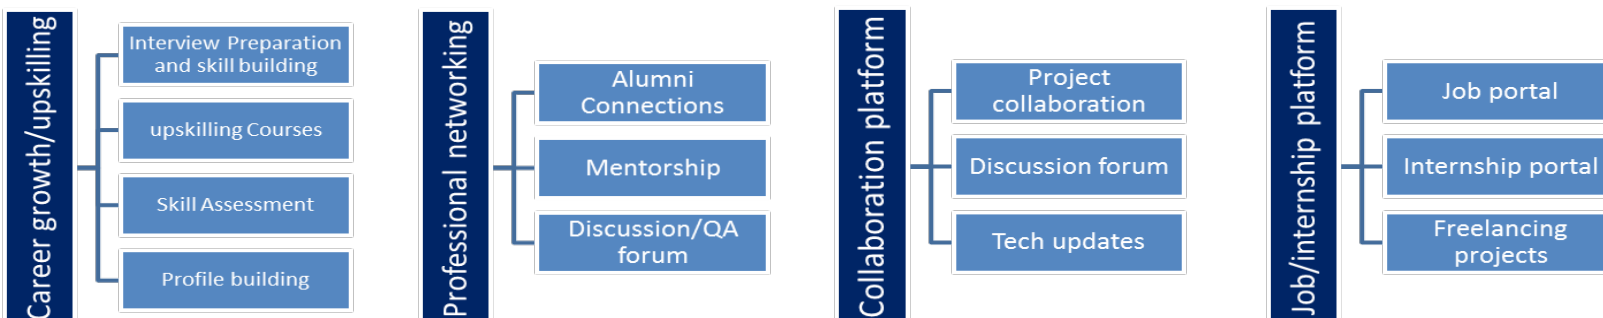 Career growth/upskilling
Interview Preparation
and skill building
upskilling Courses
Skill Assessment
Profile building
Professional networking
Alumni
Connections
Mentorship
Discussion/QA
forum
Collaboration platform
Project
collaboration
Discussion forum
Tech updates
Job/internship platform
Job portal
Internship portal
Freelancing
projects